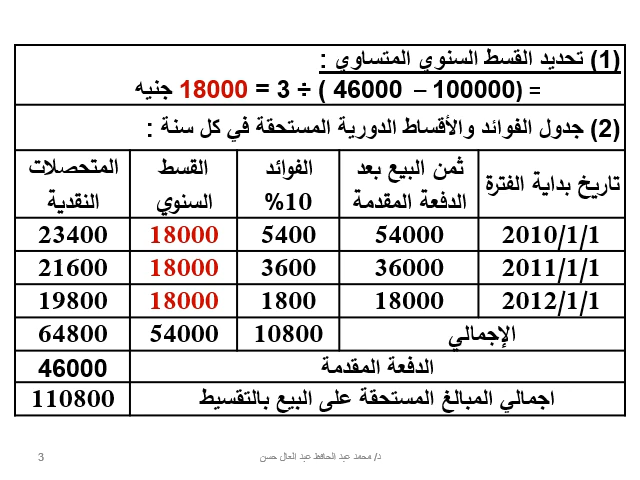 (1) تحديد القسط السنوي المتساوي :
= (100000 – 46000 ) ÷ 3 = 18000 جنيه
(2) جدول الفوائد والأقساط الدورية المستحقة في كل سنة :
تاريخ بداية الفترة ثمن البيع بعد الدفعة المقدمة الفوائد 10% القسط السنوي المتحصلات النقدية
2010/1/1 54000 5400 18000 23400
2011/1/1 36000 3600 18000 21600
2012/1/1 18000 1800 18000 19800
الإجمالي 10800 54000 64800
الدفعة المقدمة 46000
اجمالي المبالغ المستحقة على البيع بالتقسيط 110800
د/ محمد عبد الحافظ عبد العال حسن
3